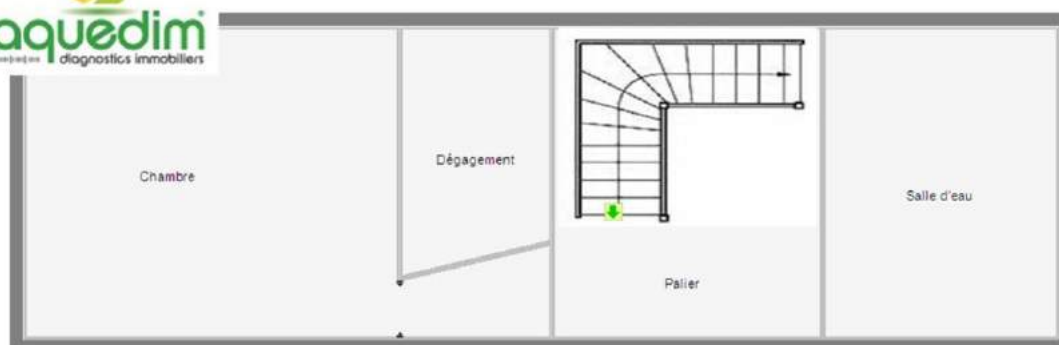 aquedim
diagnostics immobiliers
Chambre
Dégagement
Palier
Salle d'eau